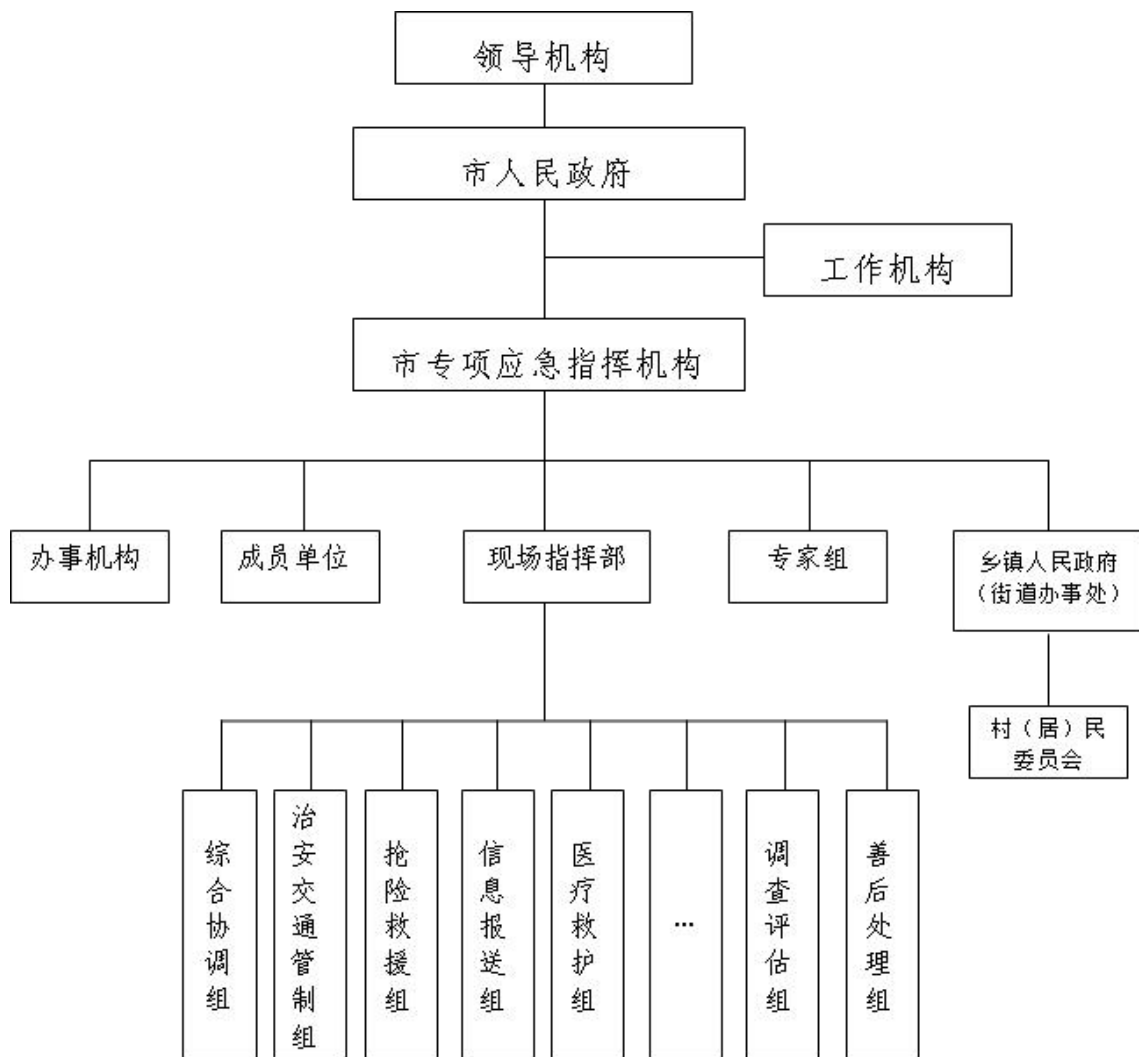 领导机构
市人民政府
工作机构
市专项应急指挥机构
办事机构
成员单位
现场指挥部
专家组
乡镇人民政府
（街道办事处）
村（居）民
委员会
综合协调组
治安交通管制组
抢险救援组
信息报送组
医疗救护组
…
调查评估组
善后处理组